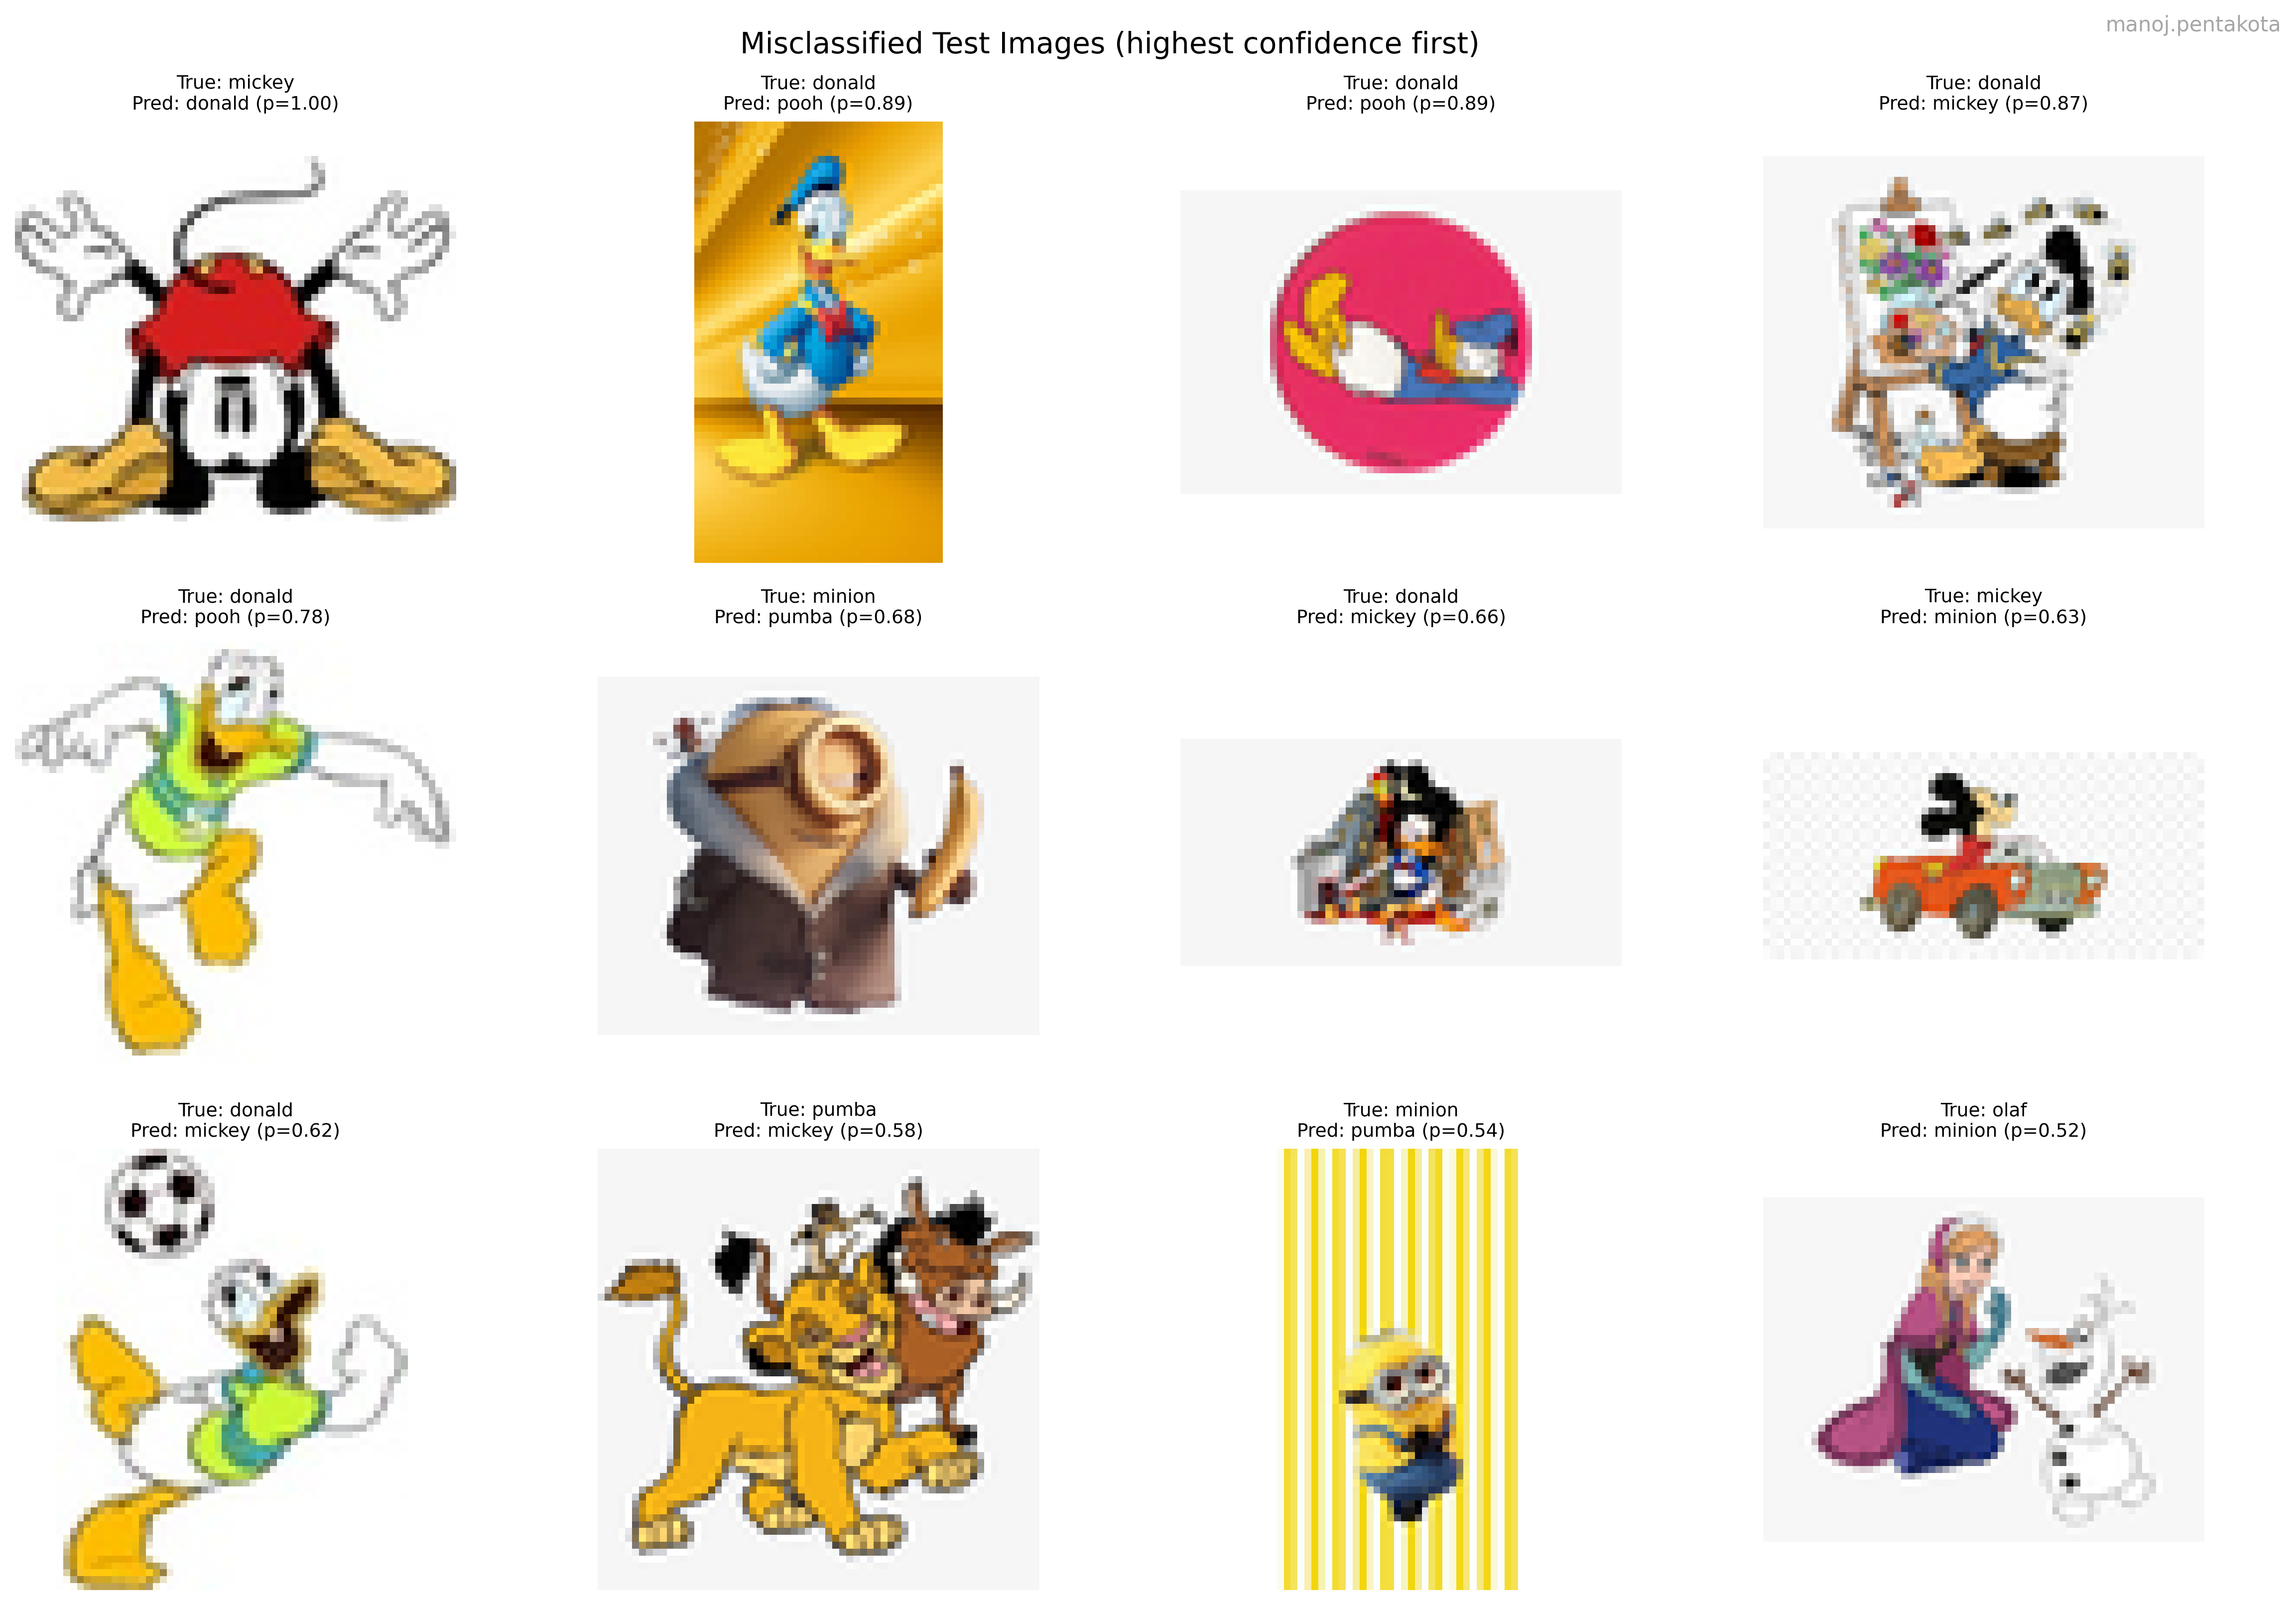 manoj.pentakota
Misclassified Test Images (highest confidence first)
True: mickey
Pred: donald (p=1.00)
True: donald
Pred: pooh (p=0.89)
True: donald
Pred: pooh (p=0.89)
True: donald
Pred: mickey (p=0.87)
True: donald
Pred: pooh (p=0.78)
True: minion
Pred: pumba (p=0.68)
True: donald
Pred: mickey (p=0.66)
True: mickey
Pred: minion (p=0.63)
True: donald
Pred: mickey (p=0.62)
True: pumba
Pred: mickey (p=0.58)
True: minion
Pred: pumba (p=0.54)
True: olaf
Pred: minion (p=0.52)